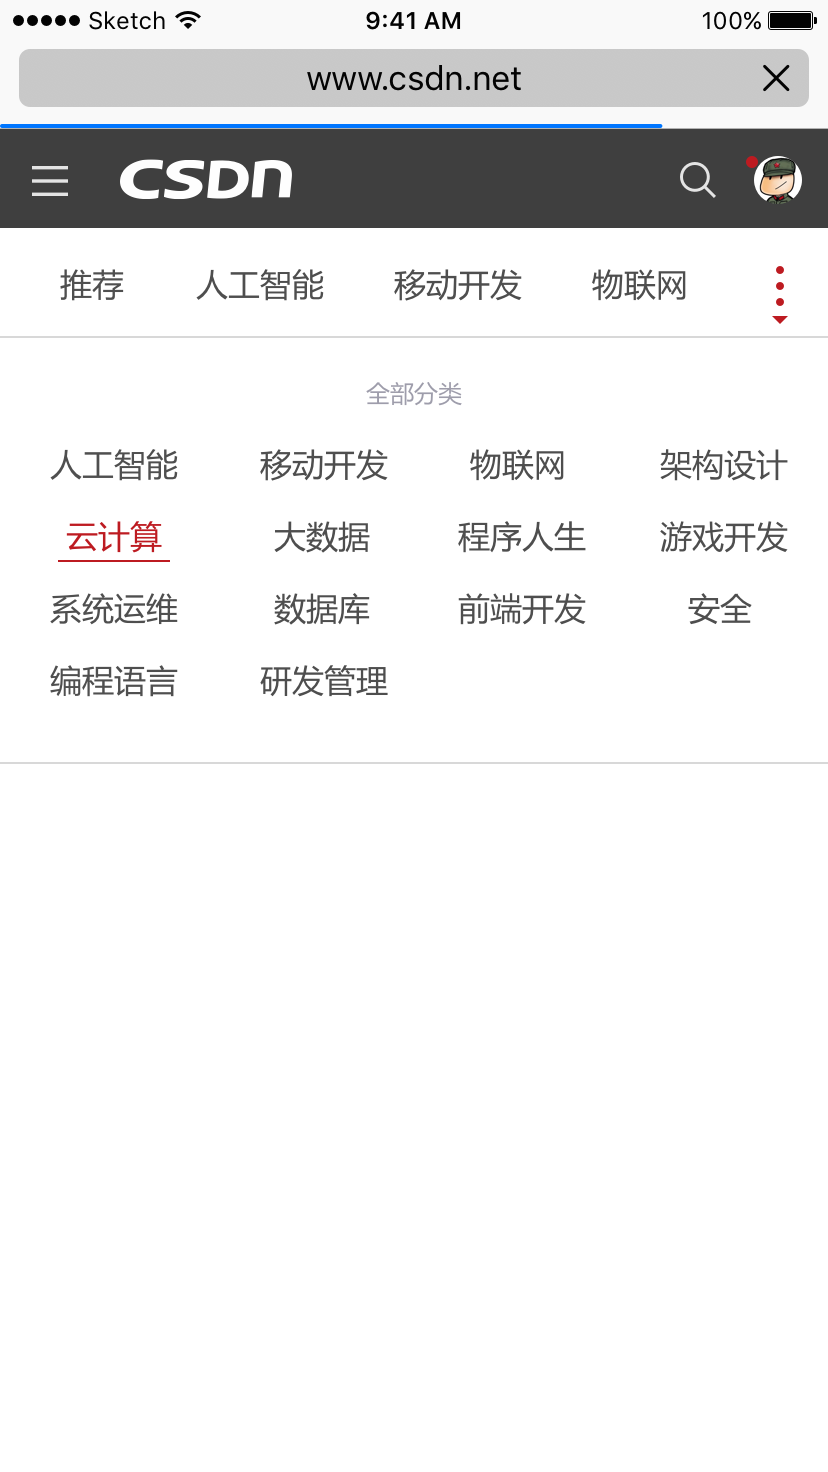 Sketch 9:41 AM 100%
www.csdn.net
CSDN
推荐 人工智能 移动开发 物联网
全部分类
人工智能 移动开发 物联网 架构设计
云计算 大数据 程序人生 游戏开发
系统运维 数据库 前端开发 安全
编程语言 研发管理